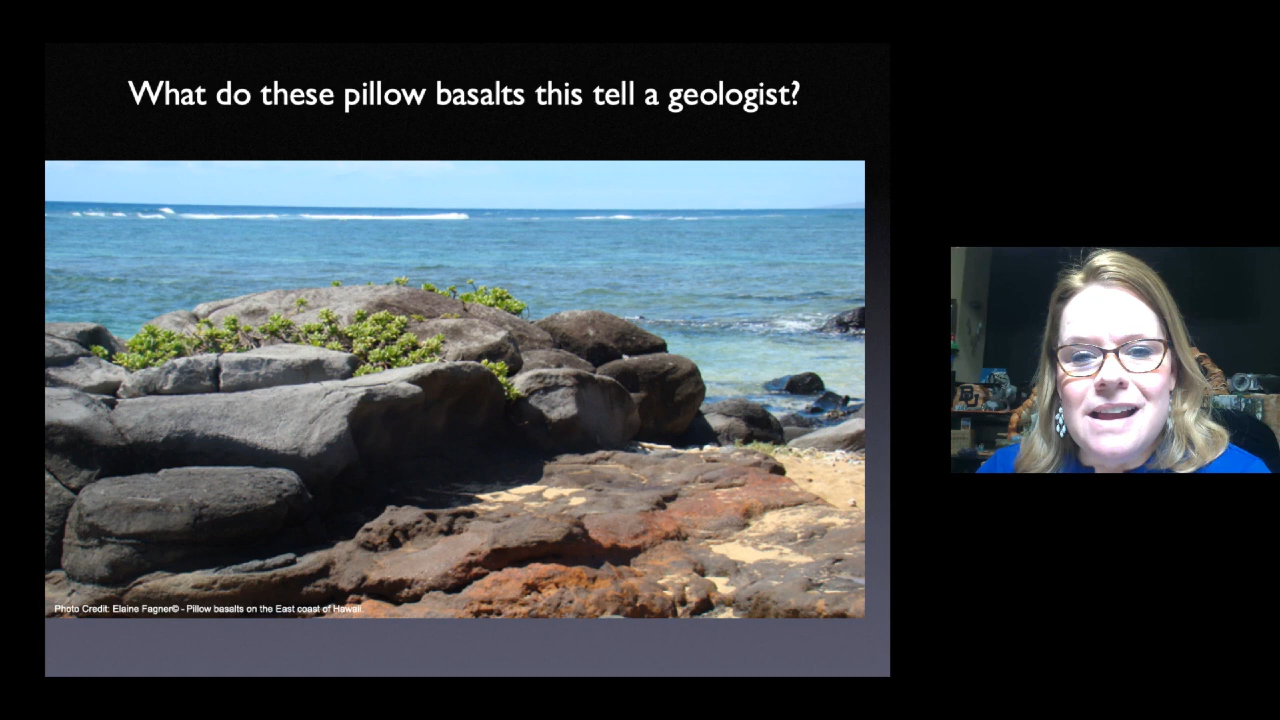 What do these pillow basalts this tell a geologist?
Photo Credit: Elaine Fagner© - Pillow basalts on the East coast of Hawaii.